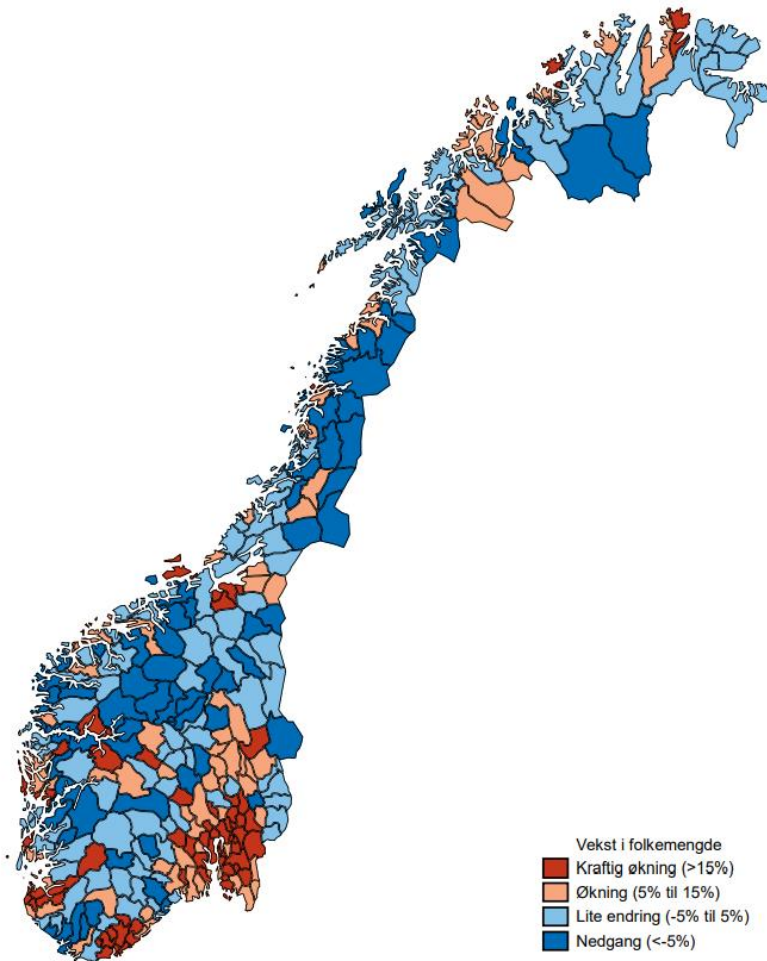 Vekst i folkemengde
Kraftig økning (>15%)
Økning (5% til 15%)
Lite endring (-5% til 5%)
Nedgang (<-5%)